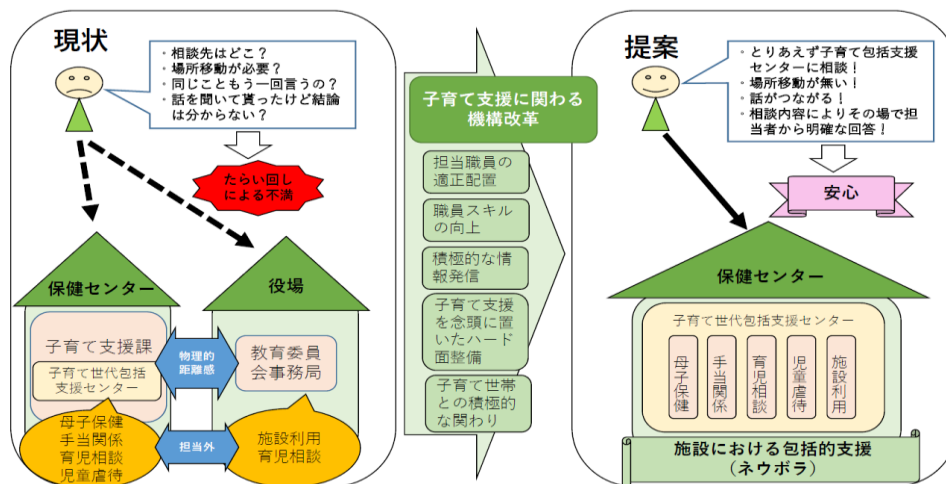 現状
・相談先はどこ？
・場所移動が必要？
・同じこともう一回言うの？
・話を聞いて貰ったけど結論
は分からない？
たらい回し
による不満
保健センター
役場
子育て支援課
子育て世代包括
支援センター
物理的
距離感
教育委員
会事務局
母子保健
手当関係
育児相談
児童虐待
担当外
施設利用
育児相談
子育て支援に関わる
機構改革
担当職員の
適正配置
職員スキル
の向上
積極的な情
報発信
子育て支援
を念頭に置
いたハード
面整備
子育て世帯
との積極的
な関わり
提案
・とりあえず子育て包括支援
センターに相談！
・場所移動が無い！
・話がつながる！
・相談内容によりその場で担
当者から明確な回答！
安心
保健センター
子育て世代包括支援センター
母子保健
手当関係
育児相談
児童虐待
施設利用
施設における包括的支援
（ネウボラ）